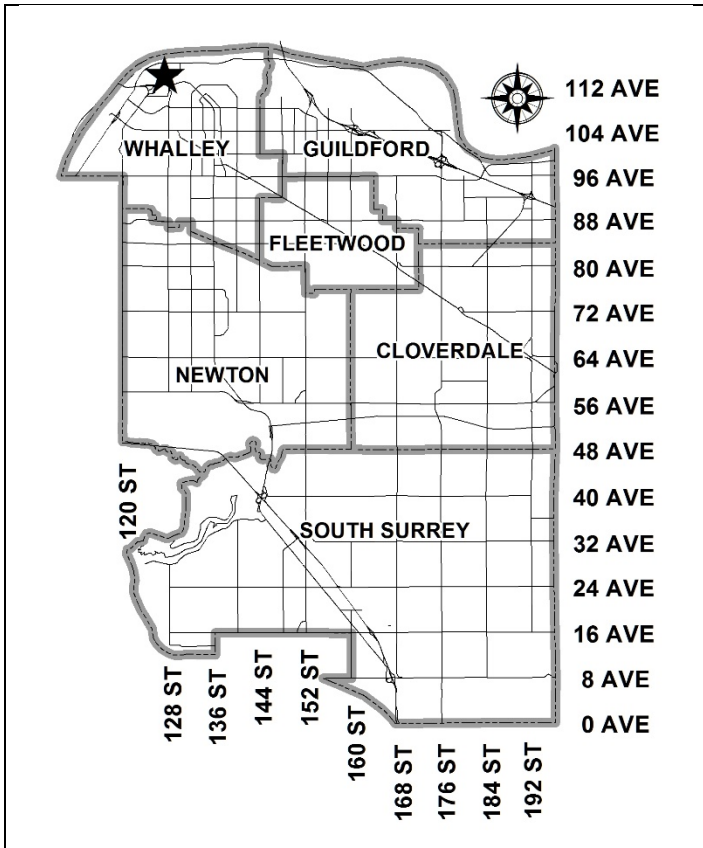 112 AVE
104 AVE
WHALLEY
GUILDFORD
96 AVE
88 AVE
FLEETWOOD
80 AVE
72 AVE
CLOVERDALE
64 AVE
NEWTON
56 AVE
48 AVE
120 ST
40 AVE
SOUTH SURREY
32 AVE
24 AVE
16 AVE
128 ST
136 ST
144 ST
152 ST
160 ST
8 AVE
0 AVE
168 ST
176 ST
184 ST
192 ST